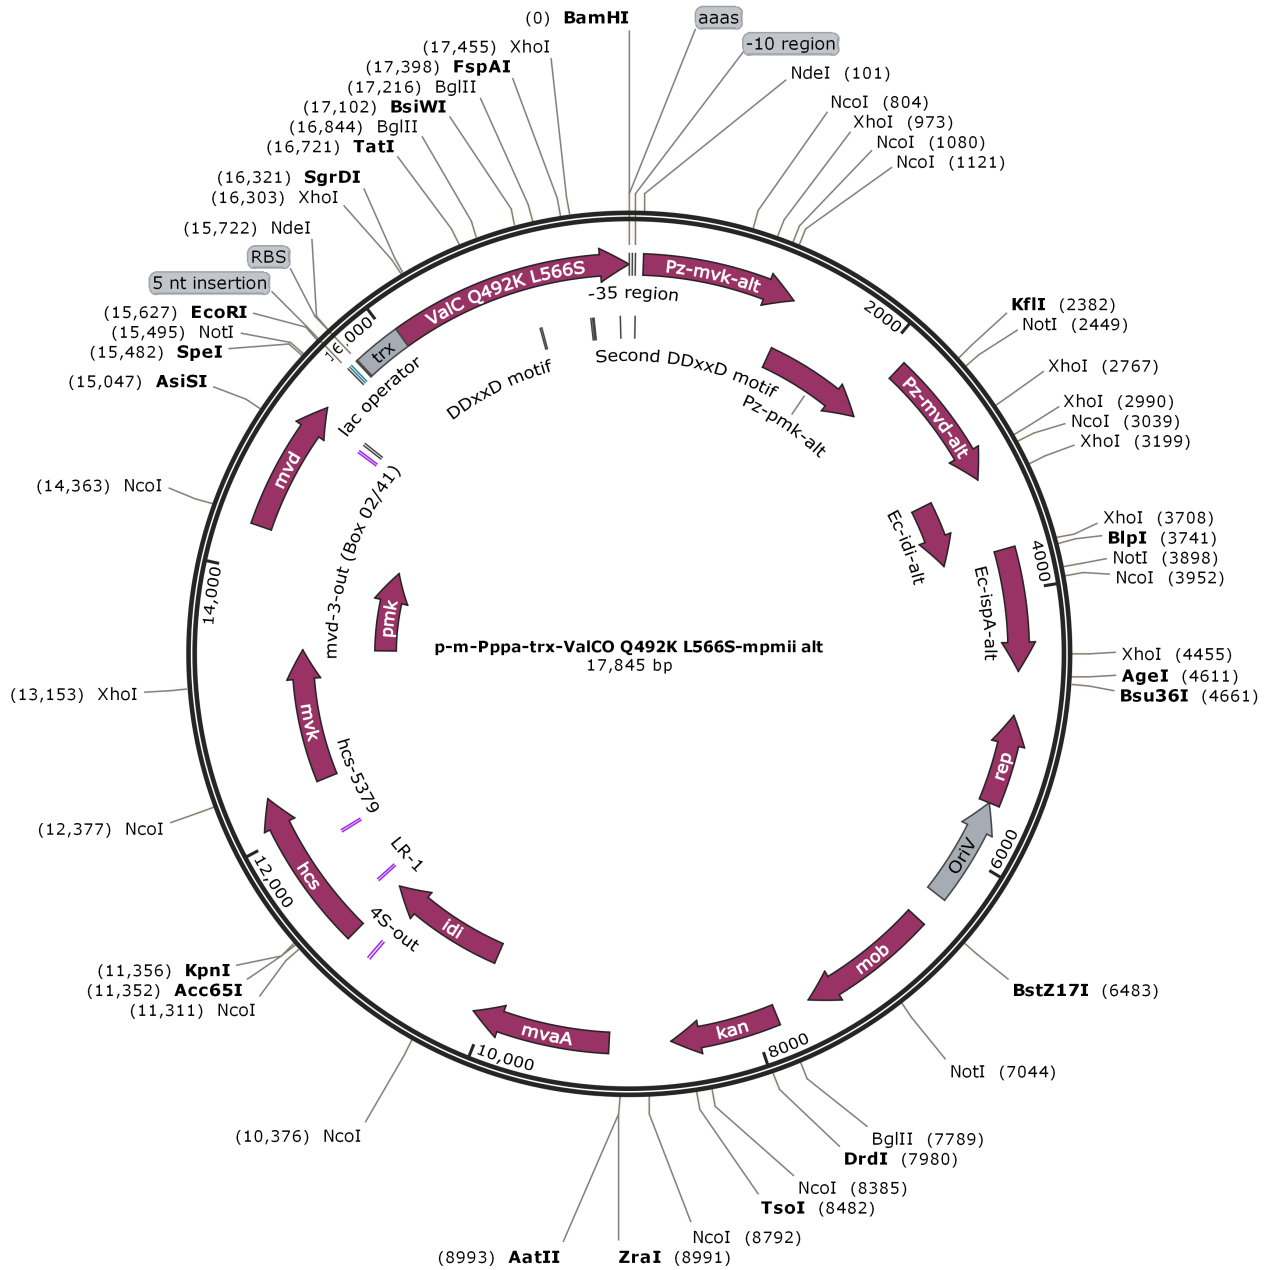 (0) BamHI
aaas
-10 region
NdeI (101)
NcoI (804)
XhoI (973)
NcoI (1080)
NcoI (1121)
KflI (2382)
NotI (2449)
XhoI (2767)
XhoI (2990)
NcoI (3039)
XhoI (3199)
XhoI (3708)
BlpI (3741)
NotI (3898)
NcoI (3952)
XhoI (4455)
AgeI (4611)
Bsu36I (4661)
BstZ17I (6483)
NotI (7044)
BglII (7789)
DrdI (7980)
NcoI (8385)
TsoI (8482)
NcoI (8792)
ZraI (8991)
(8993) AatII
(10,376) NcoI
(11,311) NcoI
(11,352) Acc65I
(11,356) KpnI
(12,377) NcoI
(13,153) XhoI
(14,363) NcoI
(15,047) AsiSI
(15,482) SpeI
(15,495) NotI
(15,627) EcoRI
5 nt insertion
RBS
(15,722) NdeI
(16,303) XhoI
(16,321) SgrDI
(16,721) TatI
(16,844) BglII
(17,102) BsiWI
(17,216) BglII
(17,398) FspAI
(17,455) XhoI
2000
4000
6000
8000
10,000
12,000
14,000
16,000
Pz-mvk-alt
-35 region
Second DDxxD motif
Pz-pmk-alt
Pz-mvd-alt
Ec-idi-alt
Ec-ispA-alt
rep
OriV
mob
kan
mvaA
idi
4S-out
LR-1
hcs
hcs-5379
mvk
pmk
mvd-3-out (Box 02/41)
mvd
lac operator
trx
ValC Q492K L566S
DDxxD motif
p-m-Pppa-trx-ValCO Q492K L566S-mpmii alt
17,845 bp